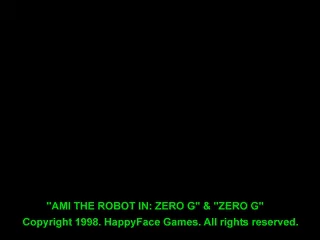 "AMI THE ROBOT IN: ZERO G" & "ZERO G"
Copyright 1998. HappyFace Games. All rights reserved.